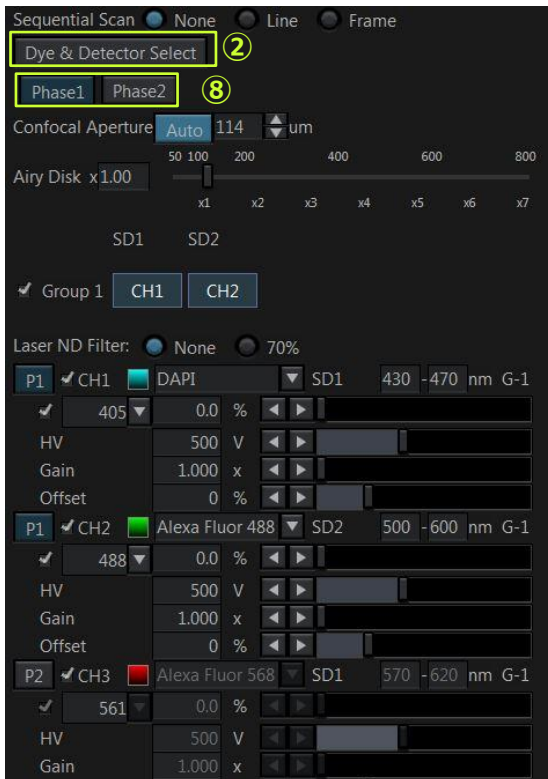 Sequential Scan None Line Frame
Dye & Detector Select ②
Phase1 Phase2 ⑧
Confocal Aperture Auto 114 um
50 100 200 400 600 800
Airy Disk x 1.00
x1 x2 x3 x4 x5 x6 x7
SD1 SD2
Group 1 CH1 CH2
Laser ND Filter: None 70%
P1 CH1 DAPI SD1 430 - 470 nm G-1
405 0.0 %
HV 500 V
Gain 1.000 x
Offset 0 %
P1 CH2 Alexa Fluor 488 SD2 500 - 600 nm G-1
488 0.0 %
HV 500 V
Gain 1.000 x
Offset 0 %
P2 CH3 Alexa Fluor 568 SD1 570 - 620 nm G-1
561 0.0 %
HV 500 V
Gain 1.000 x